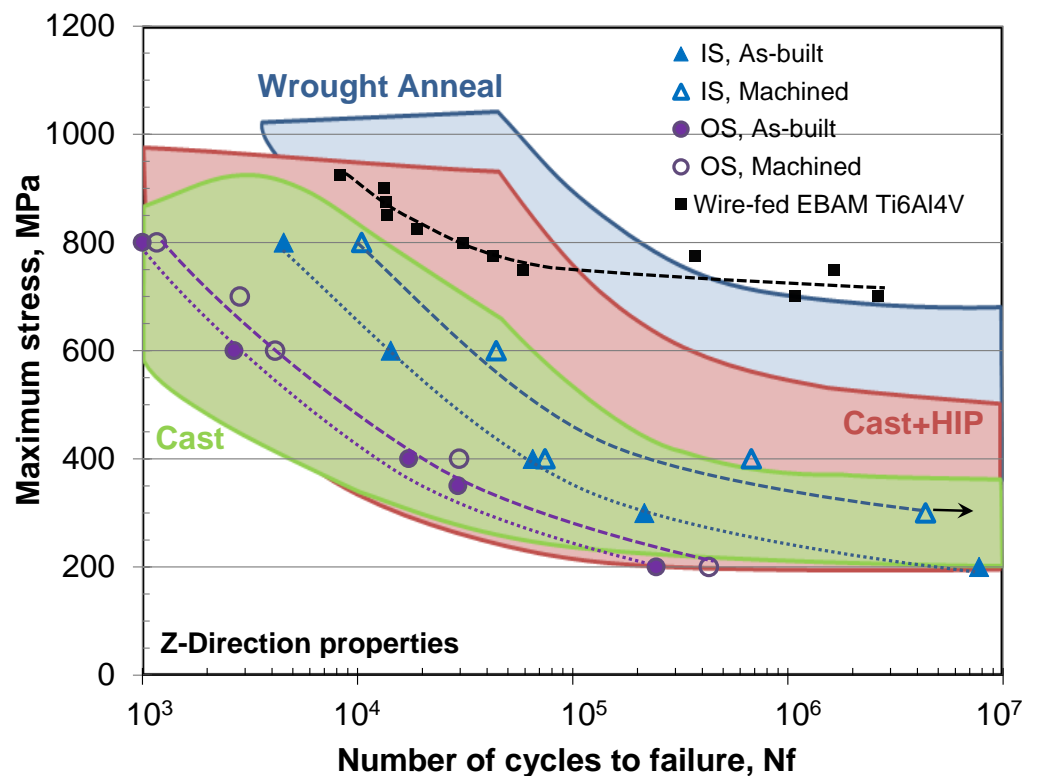 1200
1000
800
600
400
200
0
Maximum stress, MPa
Wrought Anneal
IS, As-built
IS, Machined
OS, As-built
OS, Machined
Wire-fed EBAM Ti6Al4V
Cast
Cast+HIP
Z-Direction properties
10³
10⁴
10⁵
10⁶
10⁷
Number of cycles to failure, Nf